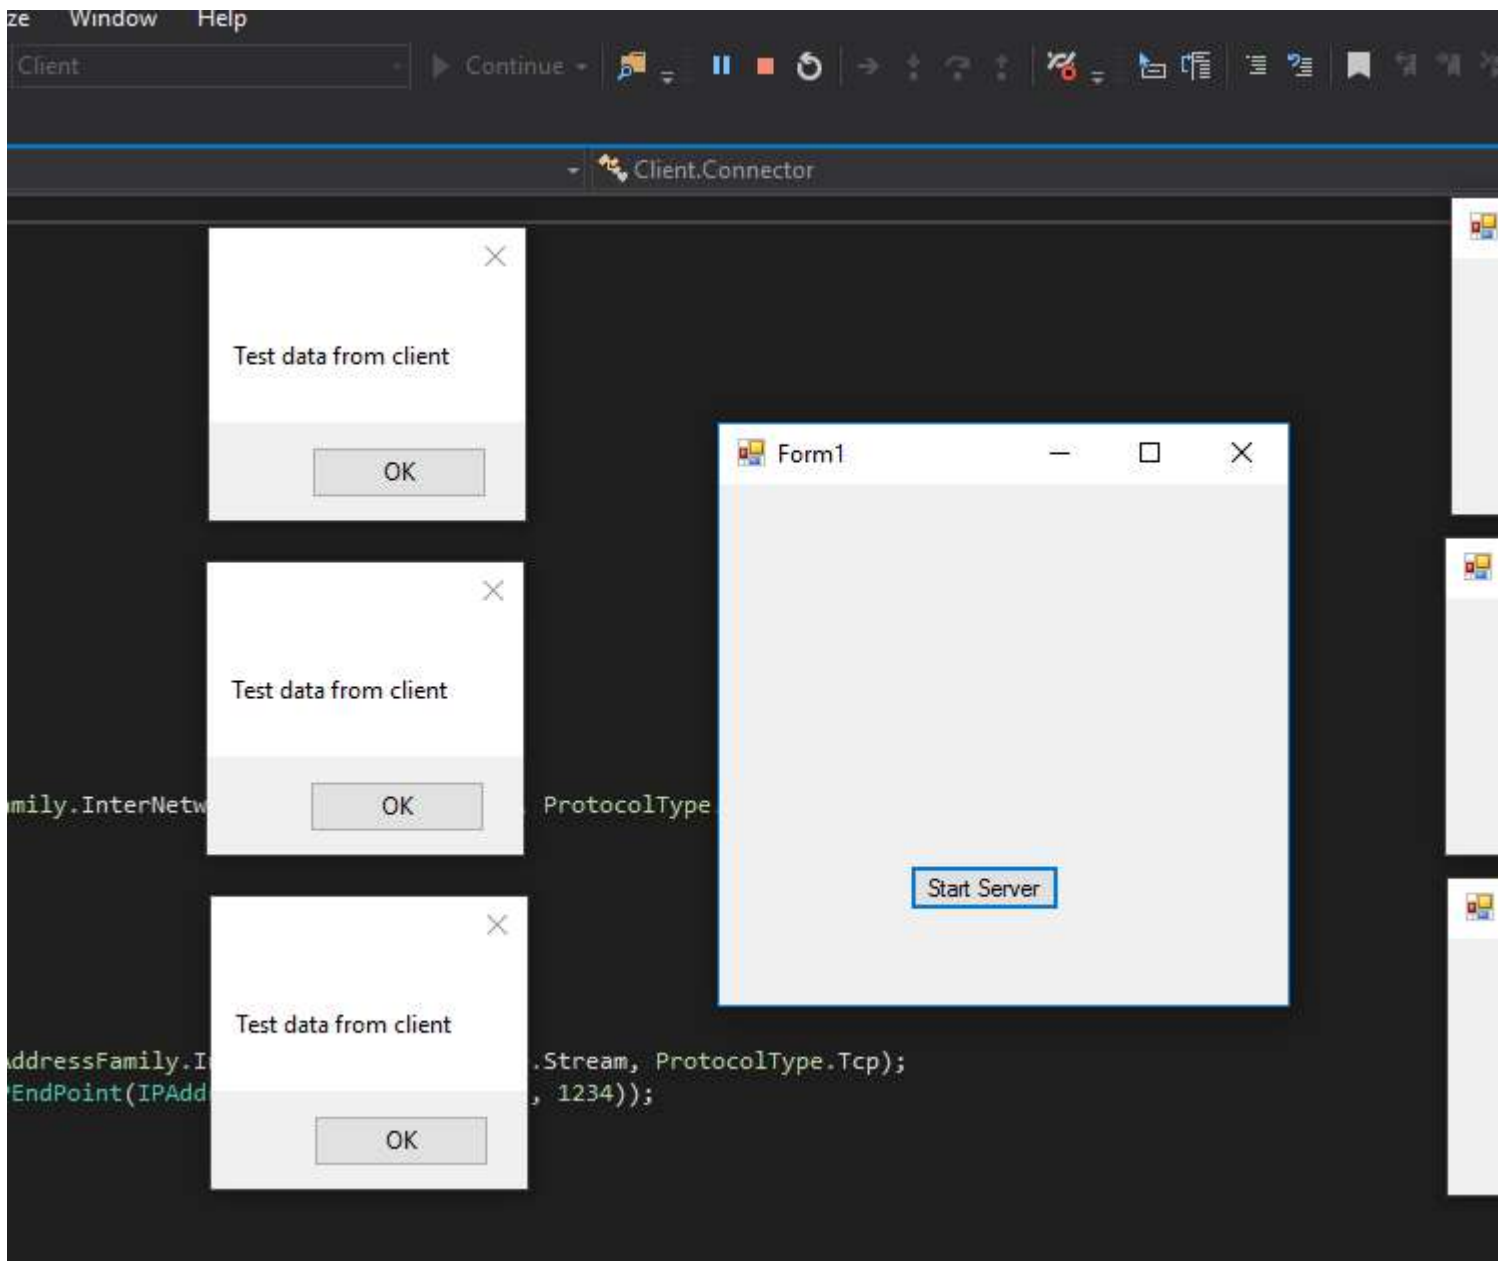 ze Window Help
Client Continue
Client.Connector
Test data from client
OK
Form1
Test data from client
OK
mily.InterNetw , ProtocolType.
Start Server
Test data from client
AddressFamily.I .Stream, ProtocolType.Tcp);
EndPoint(IPAdd , 1234));
OK